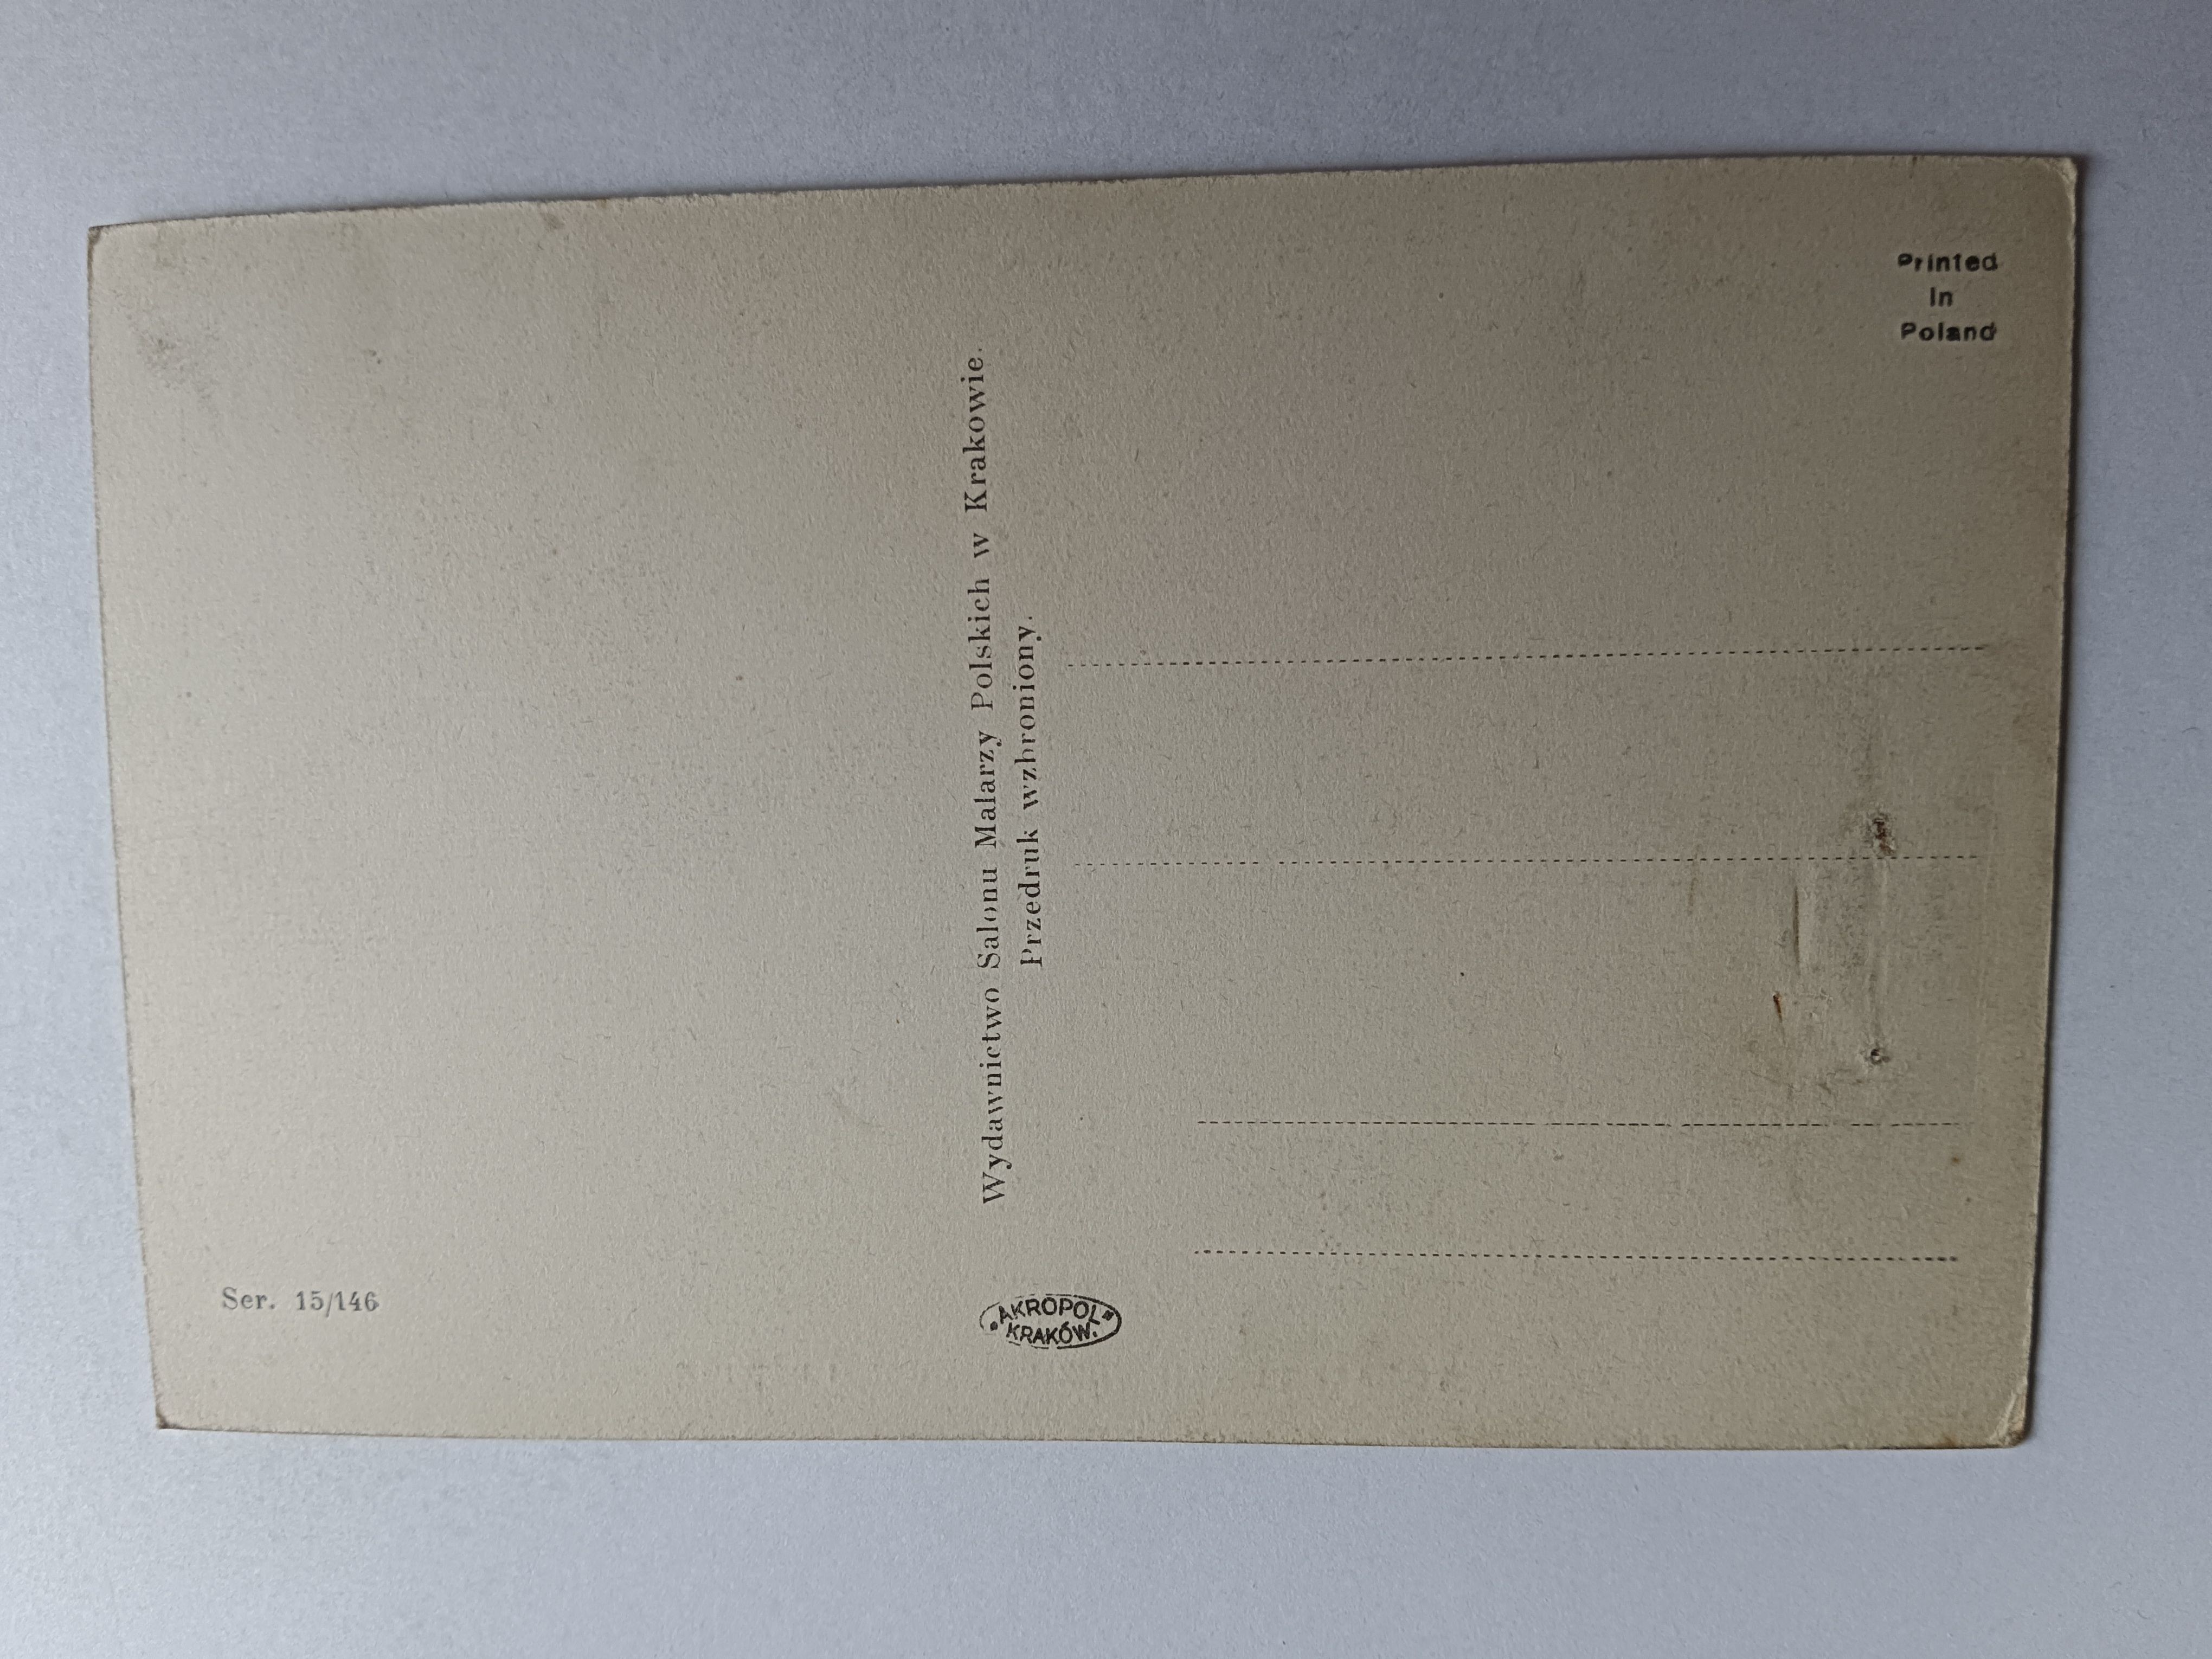 Printed
In
Poland
Wydawnictwo Salonu Malarzy Polskich w Krakowie.
Przedruk wzbroniony.
Ser. 15/146
"AKROPOL"
KRAKÓW.